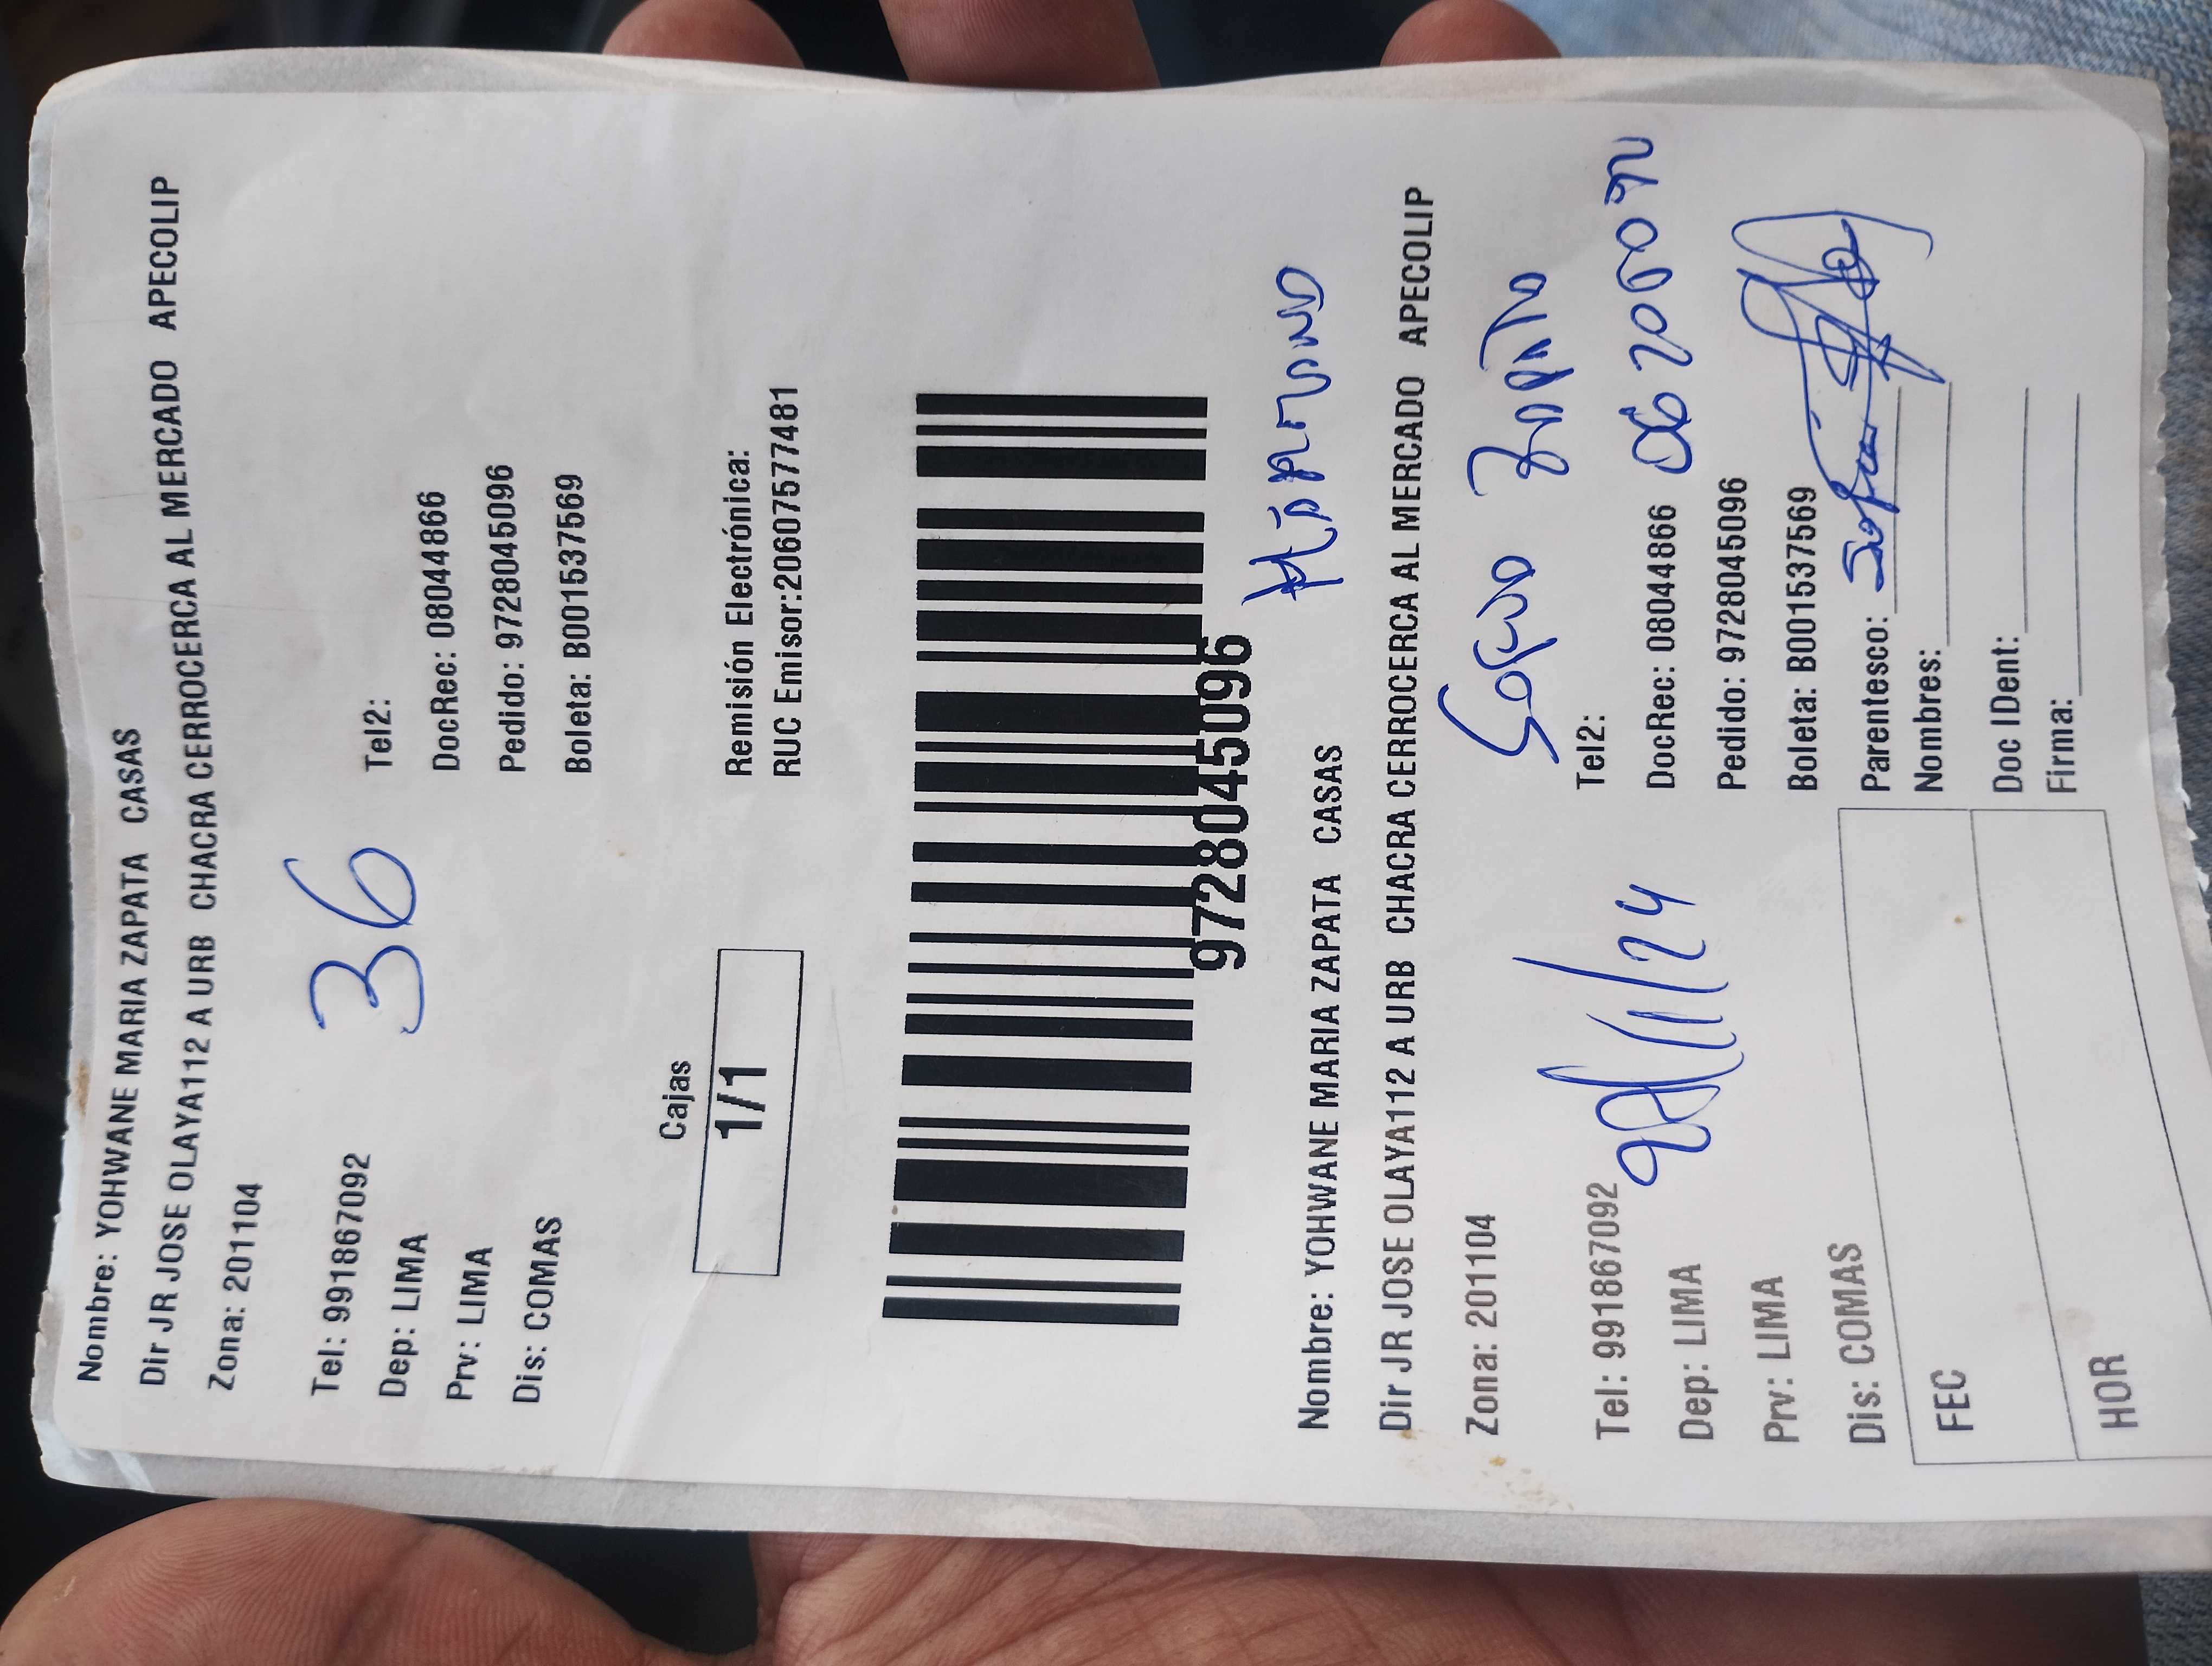 Nombre: YOHWANE MARIA ZAPATA CASAS
Dir JR JOSE OLAYA112 A URB CHACRA CERROCERCA AL MERCADO APECOLIP
Zona: 201104
36
Tel: 991867092 Tel2:
Dep: LIMA DocRec: 08044866
Prv: LIMA Pedido: 9728045096
Dis: COMAS Boleta: B001537569
Cajas
1/1
Remisión Electrónica:
RUC Emisor:20607577481
9728045096
Nombre: YOHWANE MARIA ZAPATA CASAS
Dir JR JOSE OLAYA112 A URB CHACRA CERROCERCA AL MERCADO APECOLIP
Zona: 201104
Tel: 991867092 Tel2:
Dep: LIMA DocRec: 08044866
Prv: LIMA Pedido: 9728045096
Dis: COMAS Boleta: B001537569
FEC
HOR
Parentesco:
Nombres:
Doc IDent:
Firma: